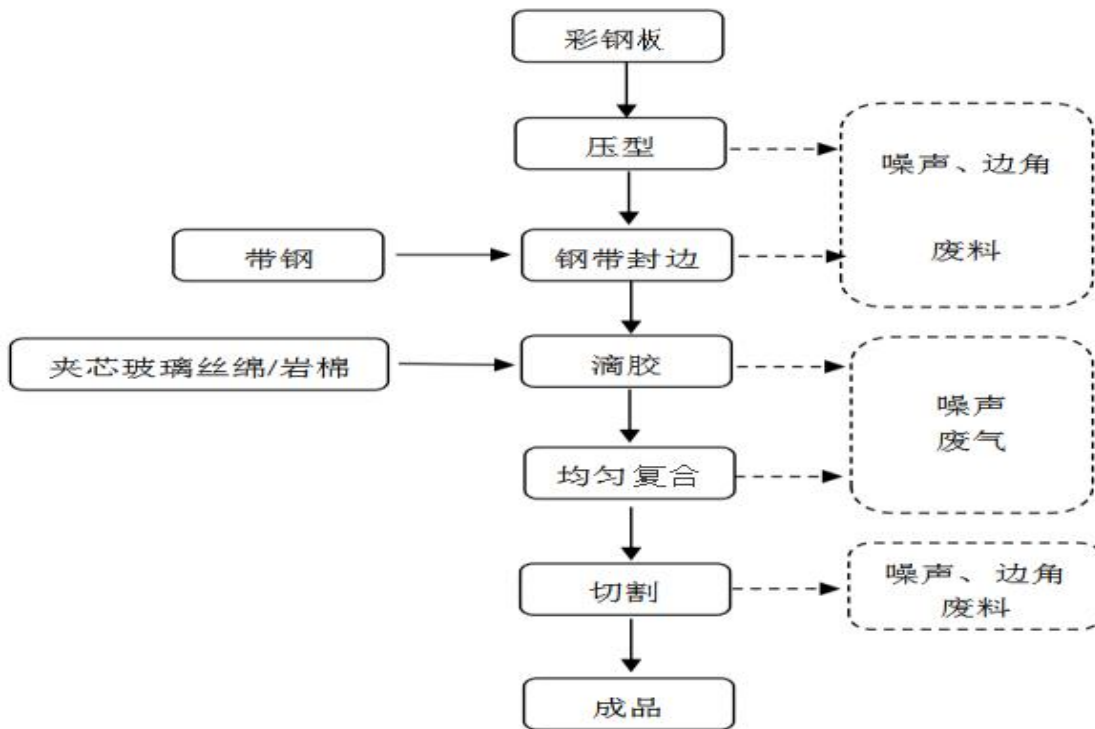 彩钢板
压型
噪声、边角
废料
带钢
钢带封边
夹芯玻璃丝绵/岩棉
滴胶
噪声
废气
均匀复合
切割
噪声、边角
废料
成品